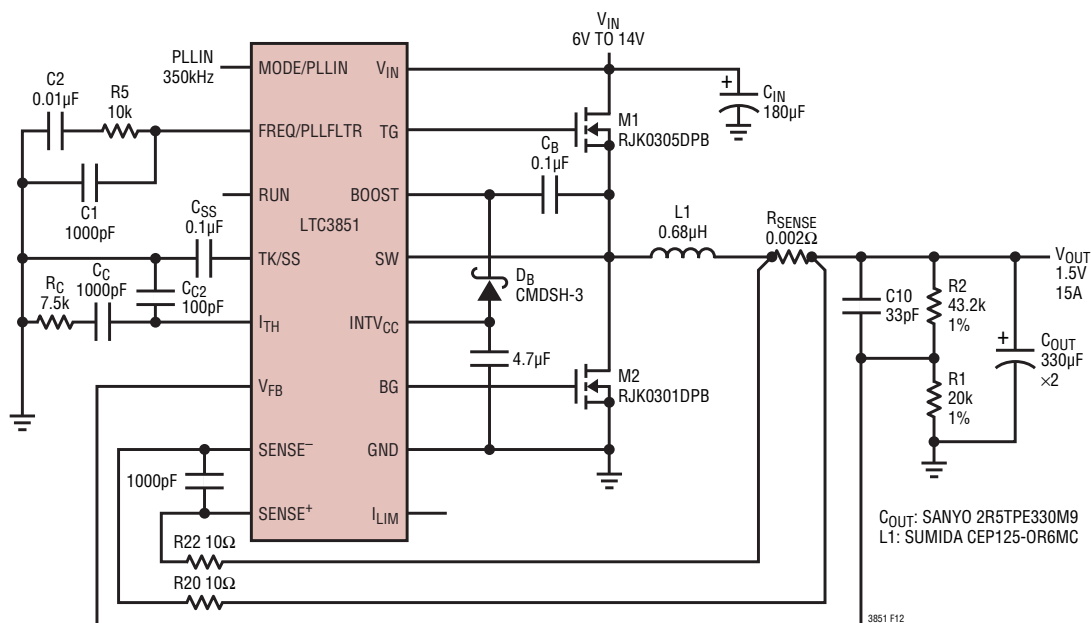 V_IN
6V TO 14V
PLLIN
350kHz
MODE/PLLIN
V_IN
C2
0.01µF
R5
10k
+
C_IN
180µF
FREQ/PLLFLTR
TG
M1
RJK0305DPB
C_B
0.1µF
C1
1000pF
RUN
BOOST
LTC3851
C_SS
0.1µF
L1
0.68µH
R_SENSE
0.002Ω
TK/SS
SW
V_OUT
1.5V
15A
R_C
7.5k
C_C
1000pF
C_C2
100pF
D_B
CMDSH-3
C10
33pF
R2
43.2k
1%
I_TH
INTV_CC
4.7µF
+
C_OUT
330µF
×2
V_FB
BG
M2
RJK0301DPB
R1
20k
1%
SENSE–
GND
1000pF
SENSE+
I_LIM
C_OUT: SANYO 2R5TPE330M9
L1: SUMIDA CEP125-OR6MC
R22 10Ω
R20 10Ω
3851 F12